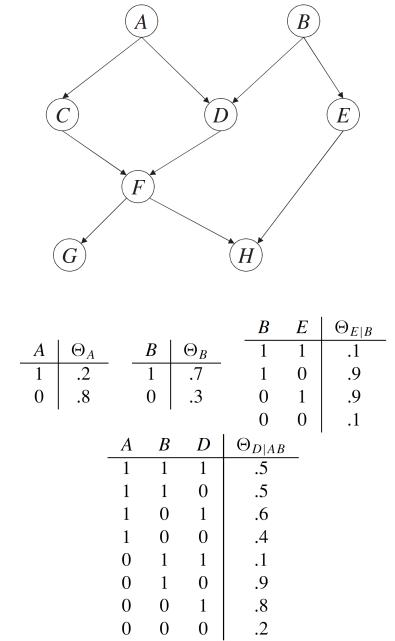 A B
C D E
F
G H
A Θ_A
1 .2
0 .8
B Θ_B
1 .7
0 .3
B E Θ_{E|B}
1 1 .1
1 0 .9
0 1 .9
0 0 .1
A B D Θ_{D|AB}
1 1 1 .5
1 1 0 .5
1 0 1 .6
1 0 0 .4
0 1 1 .1
0 1 0 .9
0 0 1 .8
0 0 0 .2